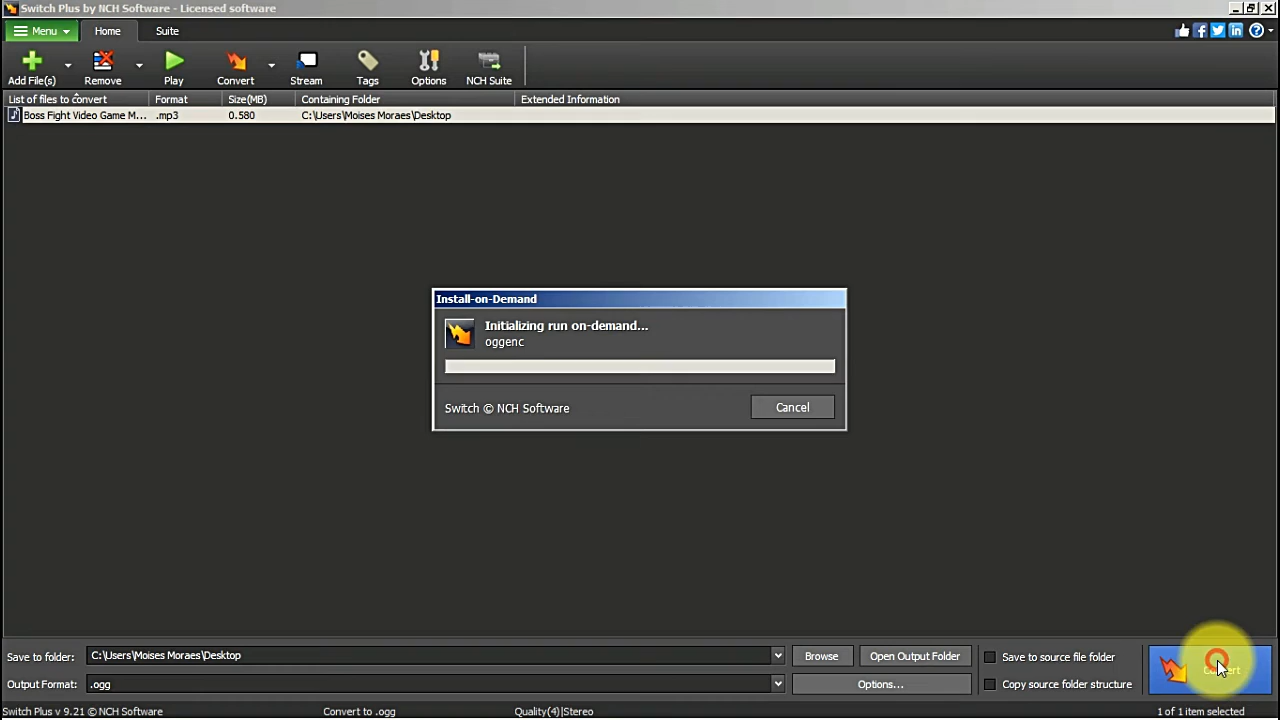 Switch Plus by NCH Software - Licensed software
Menu Home Suite
Add File(s) Remove Play Convert Stream Tags Options NCH Suite
List of files to convert Format Size(MB) Containing Folder Extended Information
Boss Fight Video Game M... .mp3 0.580 C:\Users\Moises Moraes\Desktop
Install-on-Demand
Initializing run on-demand...
oggenc
Switch © NCH Software Cancel
Save to folder: C:\Users\Moises Moraes\Desktop Browse Open Output Folder Save to source file folder
Convert
Output Format: .ogg Options... Copy source folder structure
Switch Plus v 9.21 © NCH Software Convert to .ogg Quality(4)|Stereo 1 of 1 item selected